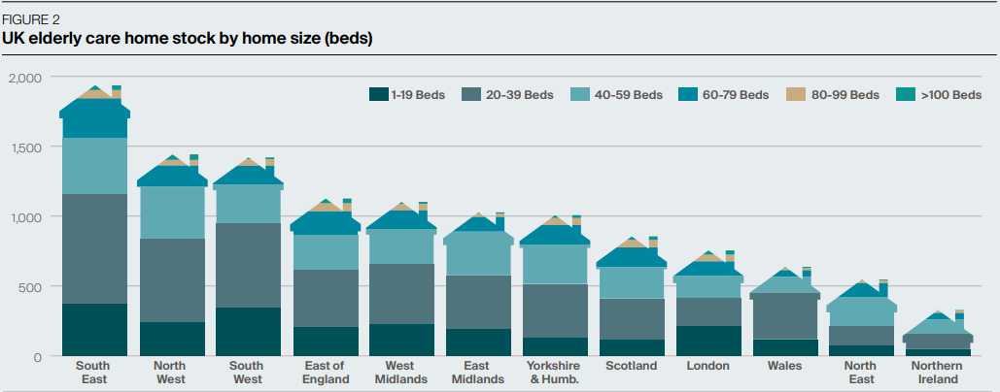 FIGURE 2
UK elderly care home stock by home size (beds)
2,000
1-19 Beds 20-39 Beds 40-59 Beds 60-79 Beds 80-99 Beds >100 Beds
1,500
1,000
500
0
South East
North West
South West
East of England
West Midlands
East Midlands
Yorkshire & Humb.
Scotland
London
Wales
North East
Northern Ireland